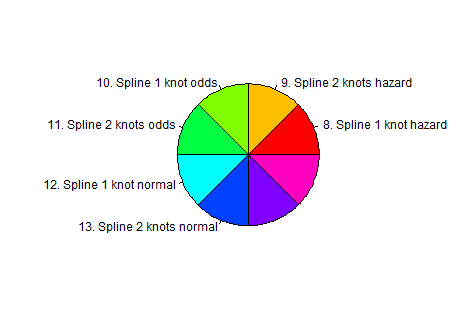 10. Spline 1 knot odds
9. Spline 2 knots hazard
11. Spline 2 knots odds
8. Spline 1 knot hazard
12. Spline 1 knot normal
13. Spline 2 knots normal